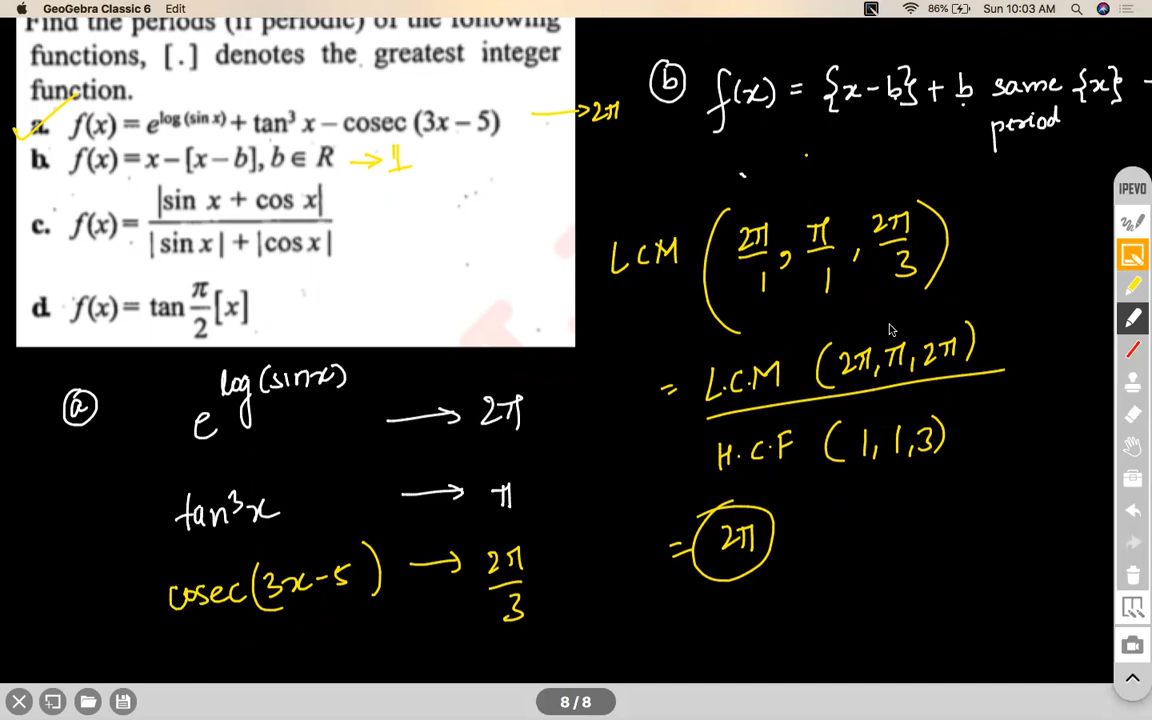 GeoGebra Classic 6 Edit
86% Sun 10:03 AM
Find the periods (if periodic) of the following
functions, [.] denotes the greatest integer
function.
a. f(x) = e^{log (sin x)} + tan³ x – cosec (3x – 5) → 2π
b. f(x) = x – [x – b], b ∈ R → 1
c. f(x) = |sin x + cos x| / |sin x| + |cos x|
d. f(x) = tan π/2 [x]
ⓐ e^{log(sinx)} → 2π
tan³x → π
cosec(3x-5) → 2π/3
ⓑ f(x) = {x-b} + b same {x} -
period
LCM (2π/1, π/1, 2π/3)
= L.C.M (2π, π, 2π) / H.C.F (1, 1, 3)
= 2π
IPEVO
8 / 8